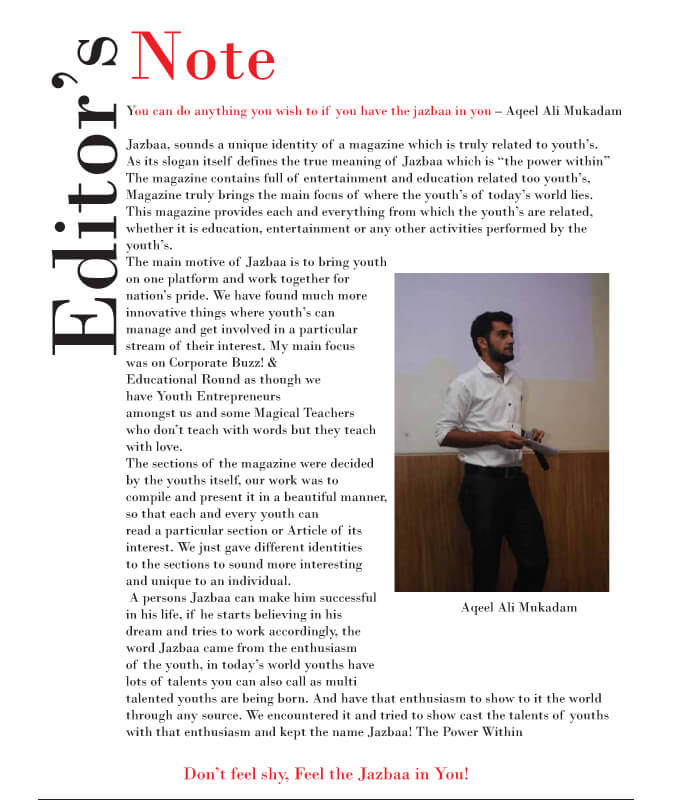 Editor's
Note
You can do anything you wish to if you have the jazbaa in you – Aqeel Ali Mukadam
Jazbaa, sounds a unique identity of a magazine which is truly related to youth's.
As its slogan itself defines the true meaning of Jazbaa which is “the power within”
The magazine contains full of entertainment and education related too youth's,
Magazine truly brings the main focus of where the youth's of today's world lies.
This magazine provides each and everything from which the youth's are related,
whether it is education, entertainment or any other activities performed by the
youth's.
The main motive of Jazbaa is to bring youth
on one platform and work together for
nation's pride. We have found much more
innovative things where youth's can
manage and get involved in a particular
stream of their interest. My main focus
was on Corporate Buzz! &
Educational Round as though we
have Youth Entrepreneurs
amongst us and some Magical Teachers
who don't teach with words but they teach
with love.
The sections of the magazine were decided
by the youths itself, our work was to
compile and present it in a beautiful manner,
so that each and every youth can
read a particular section or Article of its
interest. We just gave different identities
to the sections to sound more interesting
and unique to an individual.
A persons Jazbaa can make him successful
in his life, if he starts believing in his
dream and tries to work accordingly, the
word Jazbaa came from the enthusiasm
of the youth, in today's world youths have
lots of talents you can also call as multi
talented youths are being born. And have that enthusiasm to show to it the world
through any source. We encountered it and tried to show cast the talents of youths
with that enthusiasm and kept the name Jazbaa! The Power Within
Aqeel Ali Mukadam
Don't feel shy, Feel the Jazbaa in You!